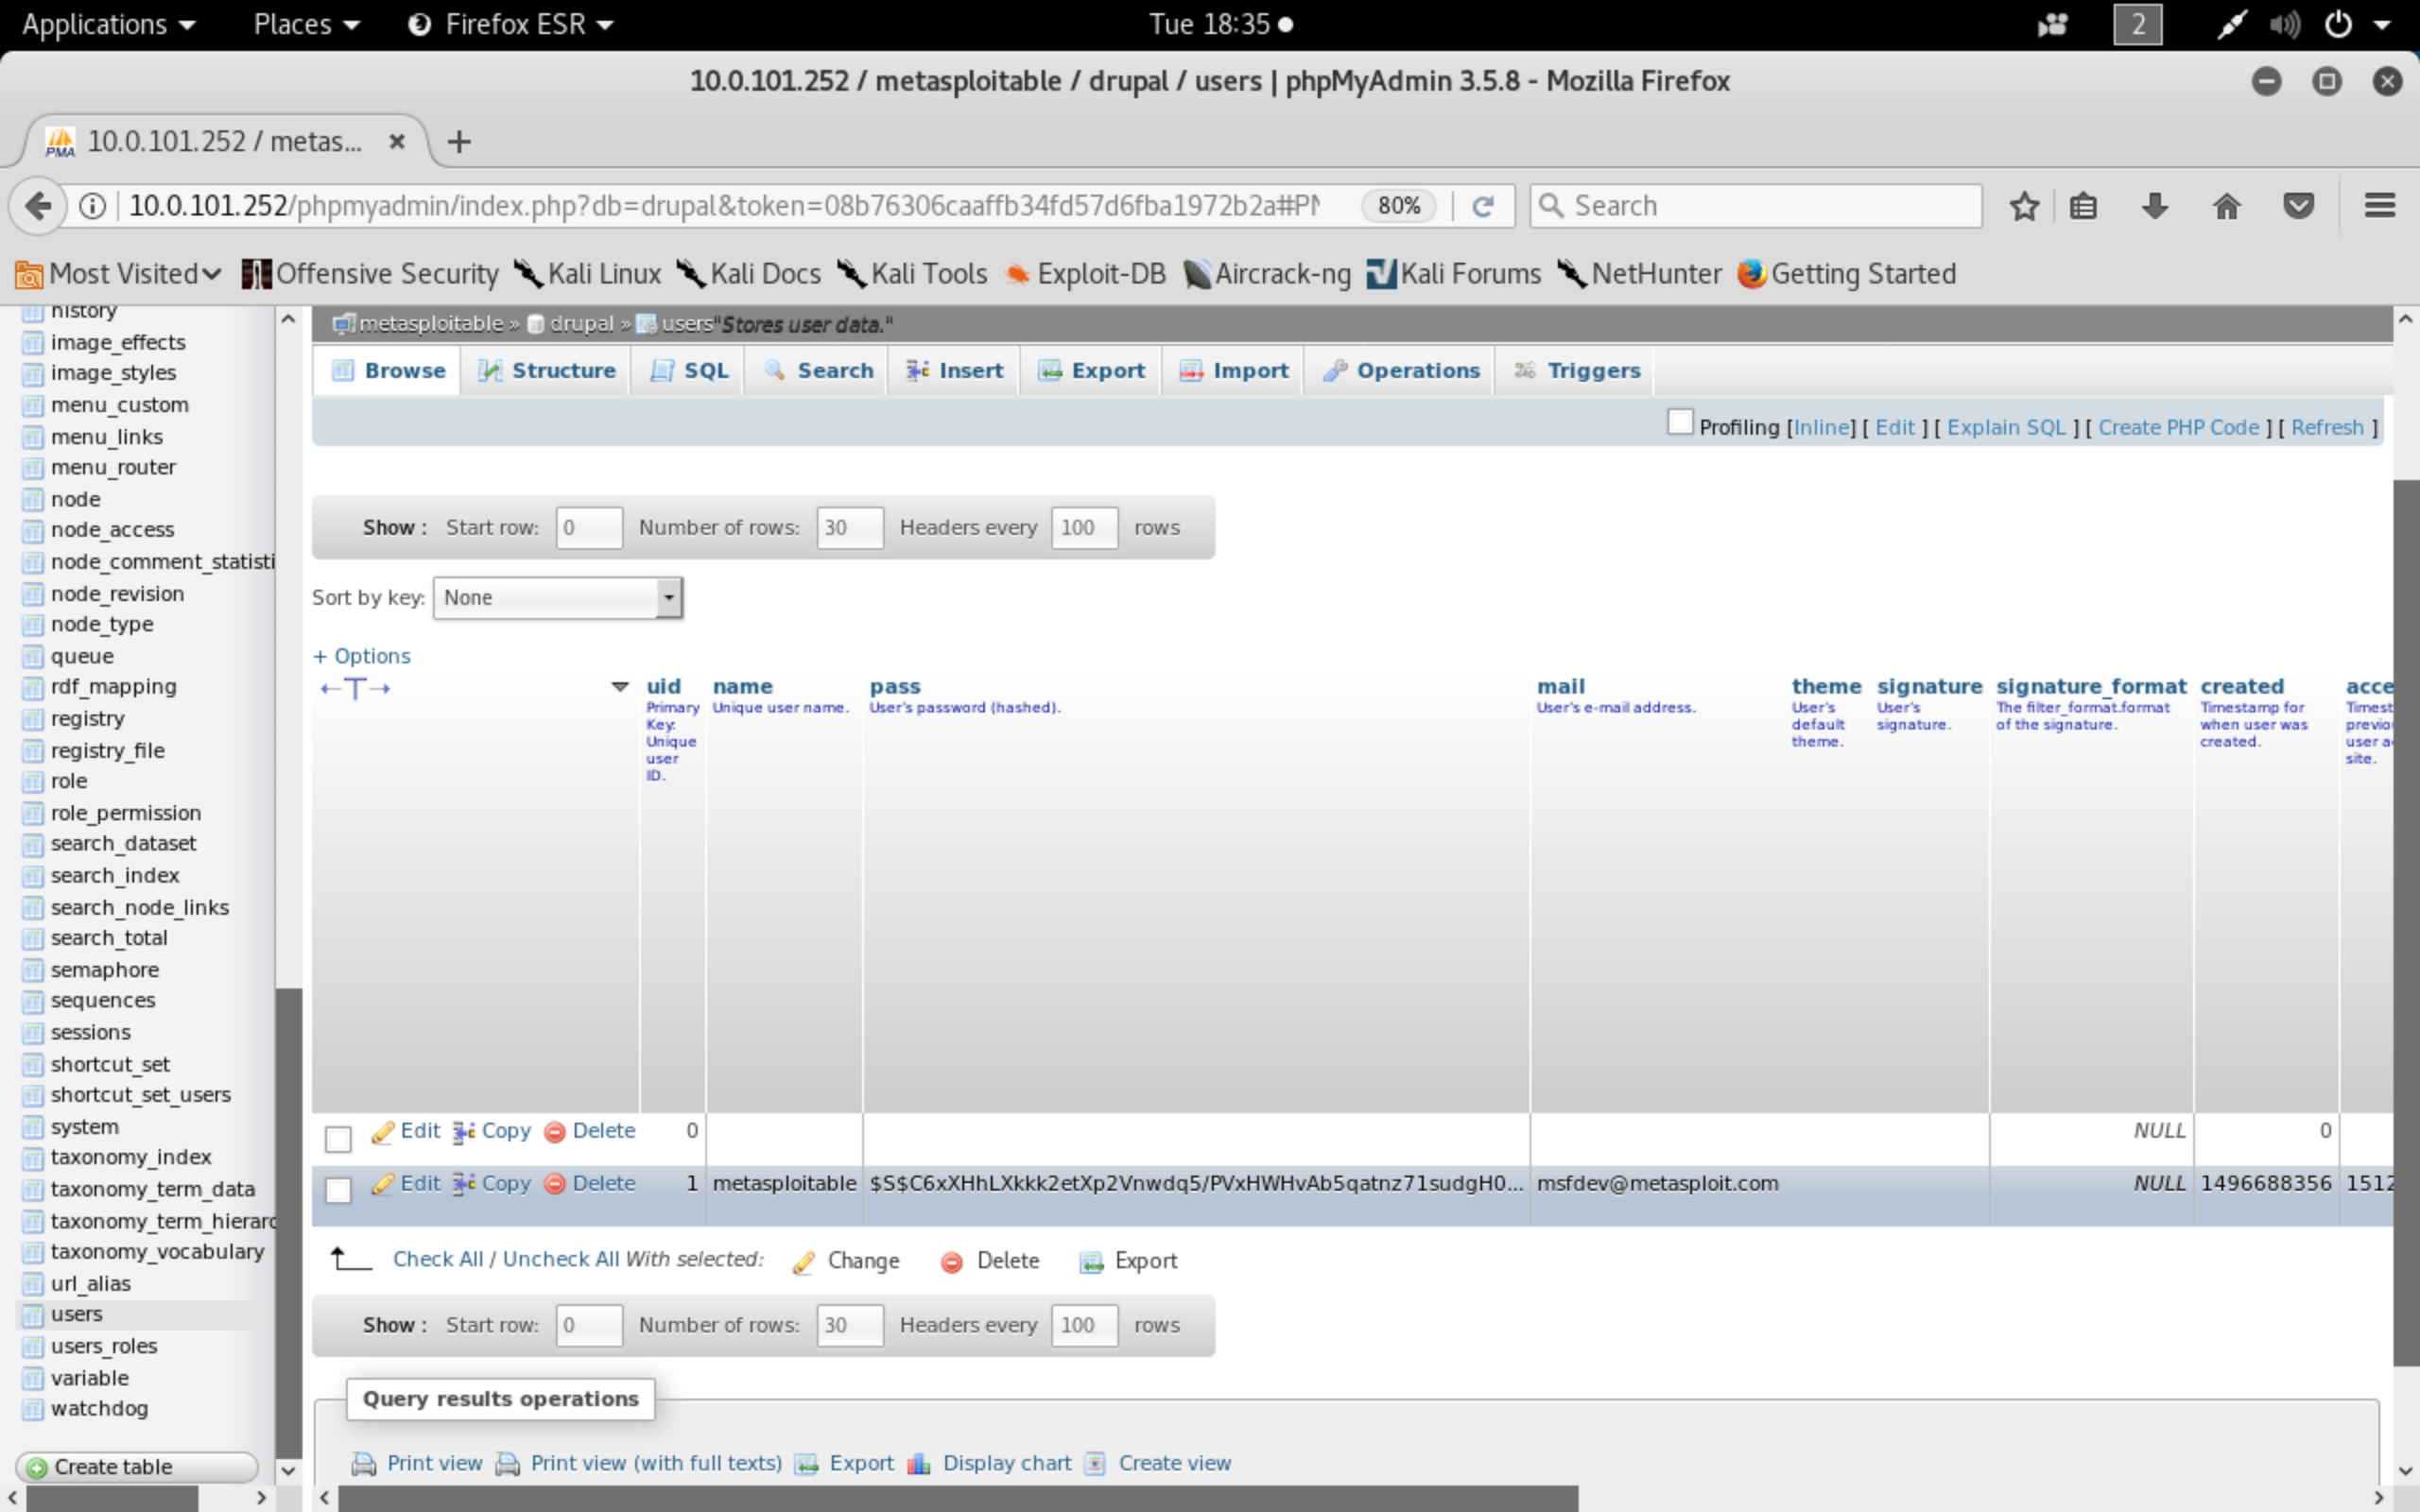 Applications Places Firefox ESR Tue 18:35 2
10.0.101.252 / metasploitable / drupal / users | phpMyAdmin 3.5.8 - Mozilla Firefox
PMA 10.0.101.252 / metas...
10.0.101.252/phpmyadmin/index.php?db=drupal&token=08b76306caaffb34fd57d6fba1972b2a#PM 80% Search
Most Visited Offensive Security Kali Linux Kali Docs Kali Tools Exploit-DB Aircrack-ng Kali Forums NetHunter Getting Started
history
image_effects
image_styles
menu_custom
menu_links
menu_router
node
node_access
node_comment_statisti
node_revision
node_type
queue
rdf_mapping
registry
registry_file
role
role_permission
search_dataset
search_index
search_node_links
search_total
semaphore
sequences
sessions
shortcut_set
shortcut_set_users
system
taxonomy_index
taxonomy_term_data
taxonomy_term_hierarc
taxonomy_vocabulary
url_alias
users
users_roles
variable
watchdog
Create table
metasploitable » drupal » users "Stores user data."
Browse Structure SQL Search Insert Export Import Operations Triggers
Profiling [Inline] [ Edit ] [ Explain SQL ] [ Create PHP Code ] [ Refresh ]
Show : Start row: 0 Number of rows: 30 Headers every 100 rows
Sort by key: None
+ Options
←T→ uid name pass mail theme signature signature_format created acce
Primary Key: Unique user ID.
Unique user name.
User's password (hashed).
User's e-mail address.
User's default theme.
User's signature.
The filter_format.format of the signature.
Timestamp for when user was created.
Timest previo user a site.
Edit Copy Delete 0 NULL 0
Edit Copy Delete 1 metasploitable $S$C6xXHhLXkkk2etXp2Vnwdq5/PVxHWHvAb5qatnz71sudgH0... msfdev@metasploit.com NULL 1496688356 1512
Check All / Uncheck All With selected: Change Delete Export
Show : Start row: 0 Number of rows: 30 Headers every 100 rows
Query results operations
Print view Print view (with full texts) Export Display chart Create view